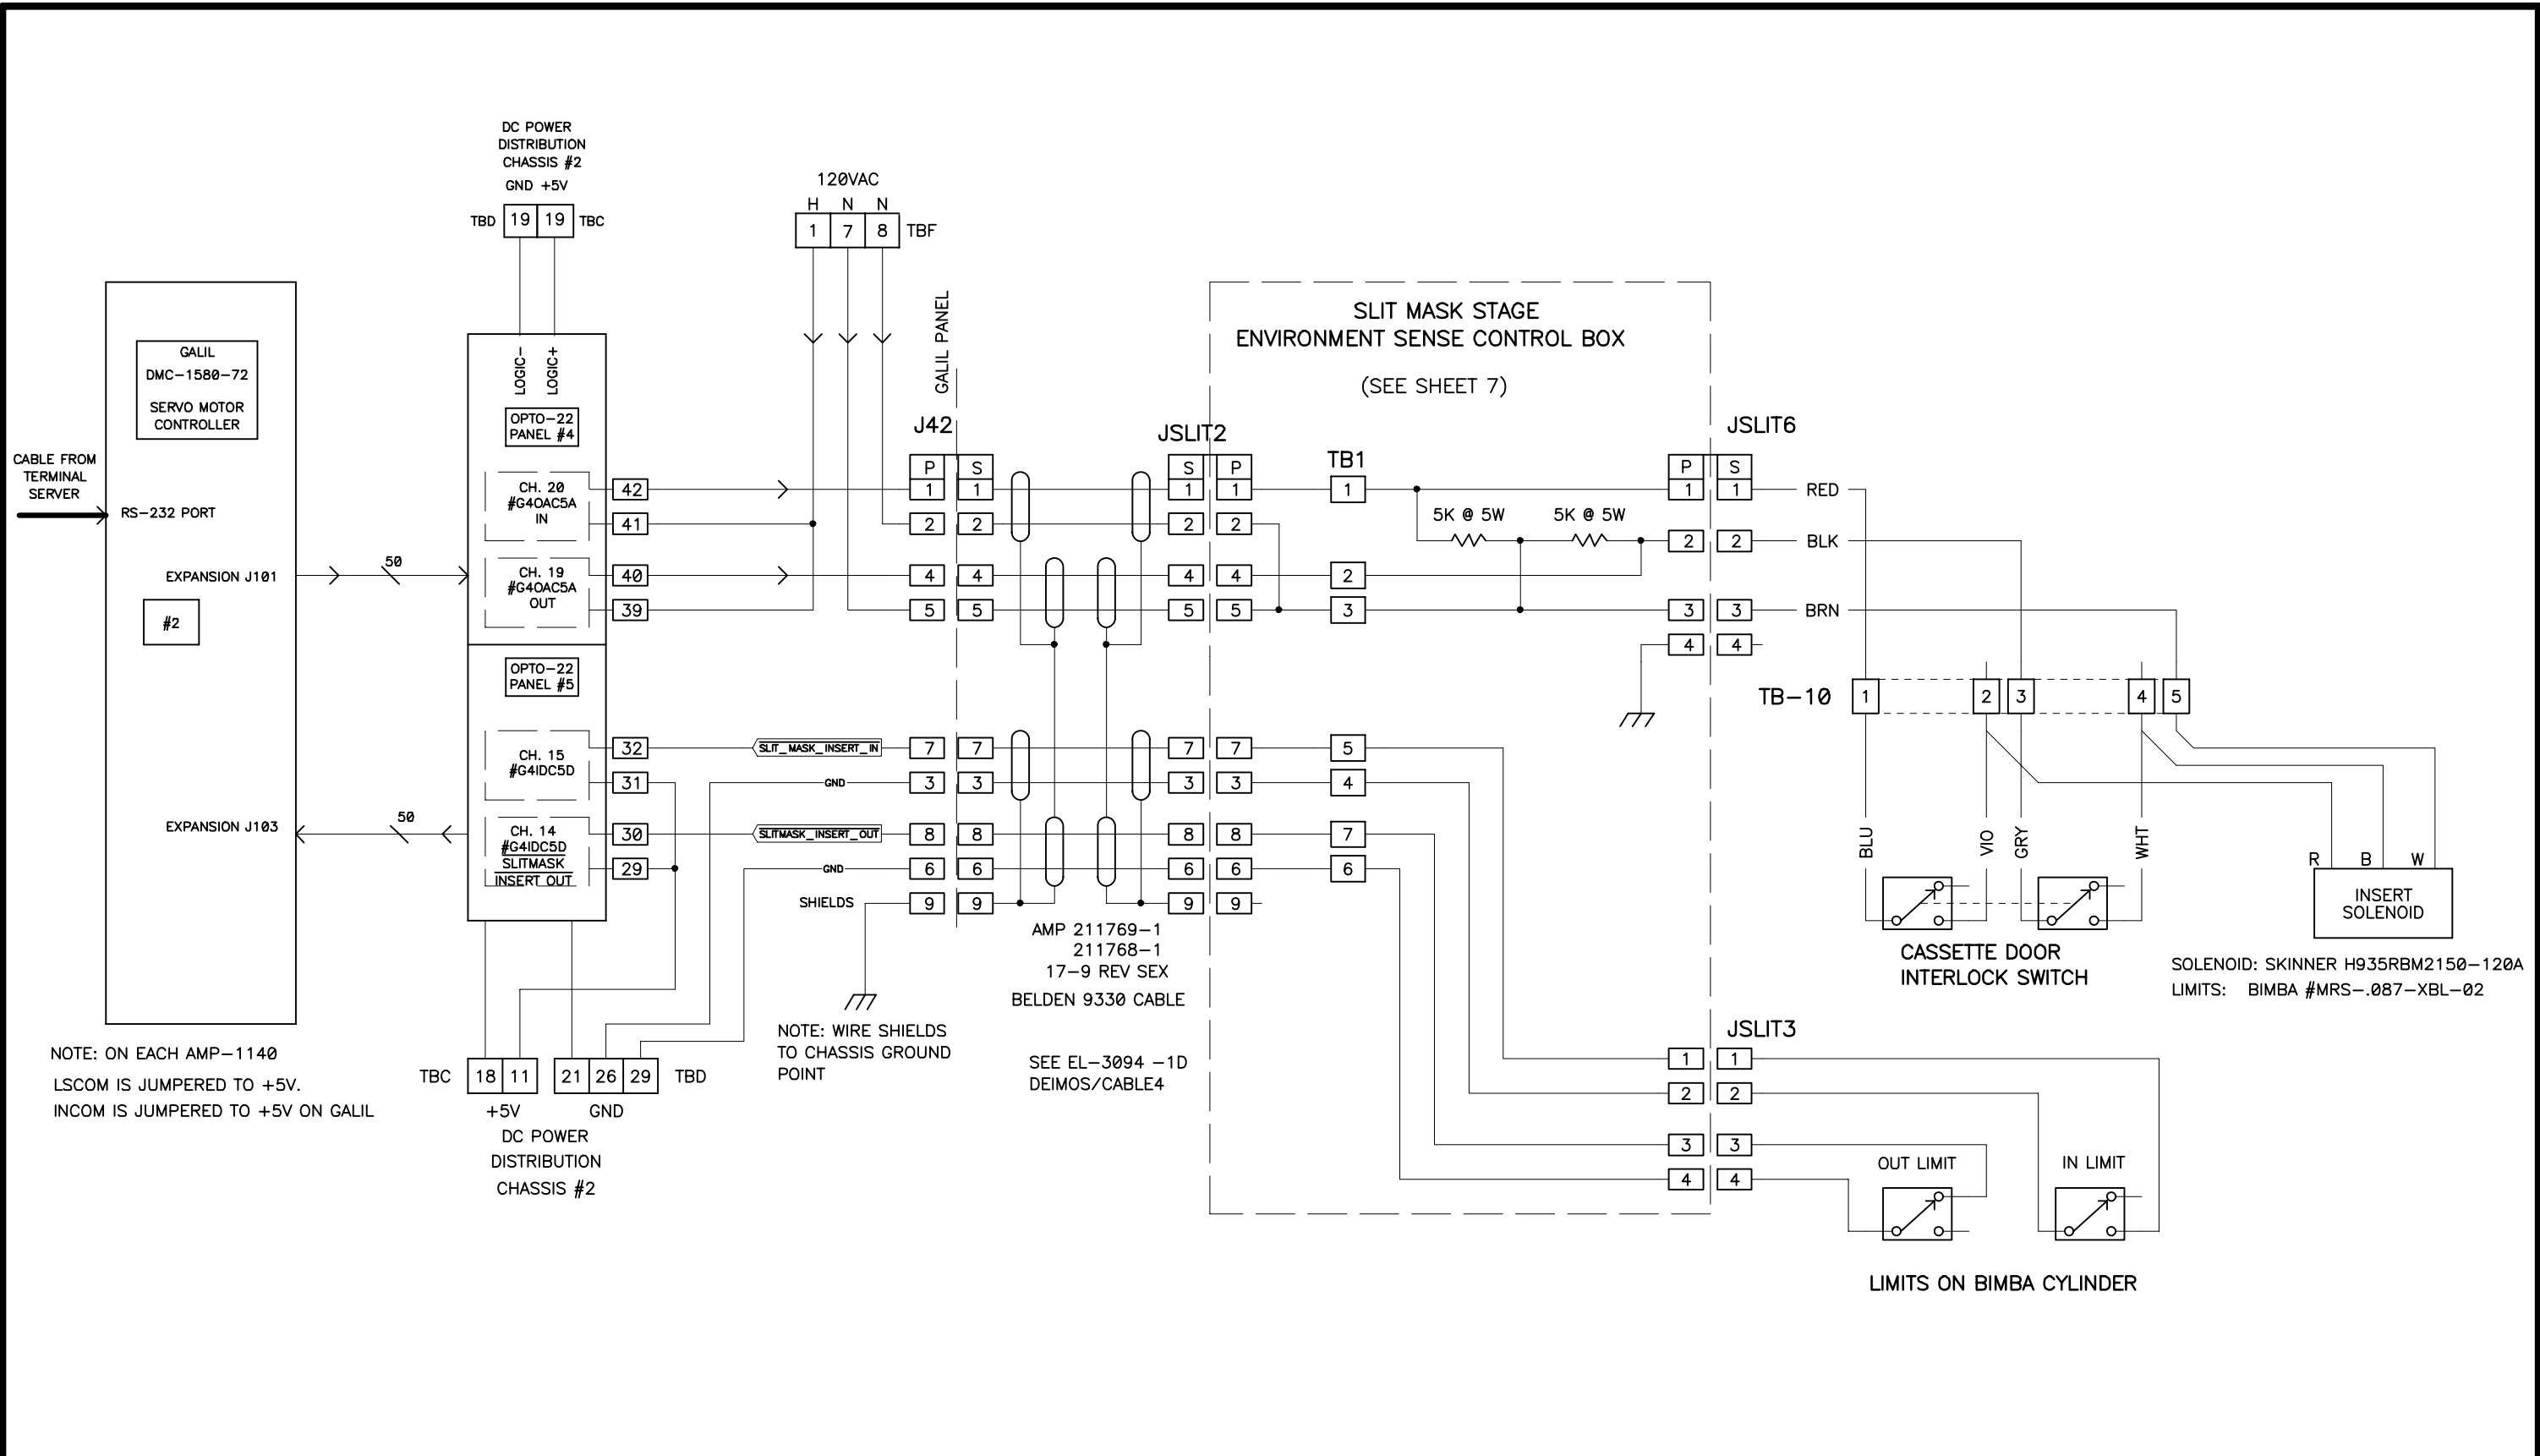 DC POWER
DISTRIBUTION
CHASSIS #2
GND +5V
TBD 19 19 TBC
120VAC
H N N
1 7 8 TBF
GALIL
DMC-1580-72
SERVO MOTOR
CONTROLLER
CABLE FROM
TERMINAL
SERVER
RS-232 PORT
EXPANSION J101
50
#2
EXPANSION J103
50
LOGIC-
LOGIC+
OPTO-22
PANEL #4
CH. 20
#G4OAC5A
IN
42
41
CH. 19
#G4OAC5A
OUT
40
39
OPTO-22
PANEL #5
CH. 15
#G4IDC5D
32
31
CH. 14
#G4IDC5D
SLITMASK
INSERT OUT
30
29
SLIT_MASK_INSERT_IN
GND
SLITMASK_INSERT_OUT
GND
SHIELDS
GALIL PANEL
J42
P S
1 1
2 2
4 4
5 5
7 7
3 3
8 8
6 6
9 9
JSLIT2
S P
1 1
2 2
4 4
5 5
7 7
3 3
8 8
6 6
9 9
SLIT MASK STAGE
ENVIRONMENT SENSE CONTROL BOX
(SEE SHEET 7)
TB1
1
2
3
5
4
7
6
5K @ 5W 5K @ 5W
JSLIT6
P S
1 1 RED
2 2 BLK
3 3 BRN
4 4
TB-10 1 2 3 4 5
BLU
VIO
GRY
WHT
R B W
INSERT
SOLENOID
CASSETTE DOOR
INTERLOCK SWITCH
SOLENOID: SKINNER H935RBM2150-120A
LIMITS: BIMBA #MRS-.087-XBL-02
AMP 211769-1
211768-1
17-9 REV SEX
BELDEN 9330 CABLE
SEE EL-3094 -1D
DEIMOS/CABLE4
NOTE: WIRE SHIELDS
TO CHASSIS GROUND
POINT
NOTE: ON EACH AMP-1140
LSCOM IS JUMPERED TO +5V.
INCOM IS JUMPERED TO +5V ON GALIL
TBC 18 11 21 26 29 TBD
+5V GND
DC POWER
DISTRIBUTION
CHASSIS #2
JSLIT3
1 1
2 2
3 3
4 4
OUT LIMIT IN LIMIT
LIMITS ON BIMBA CYLINDER